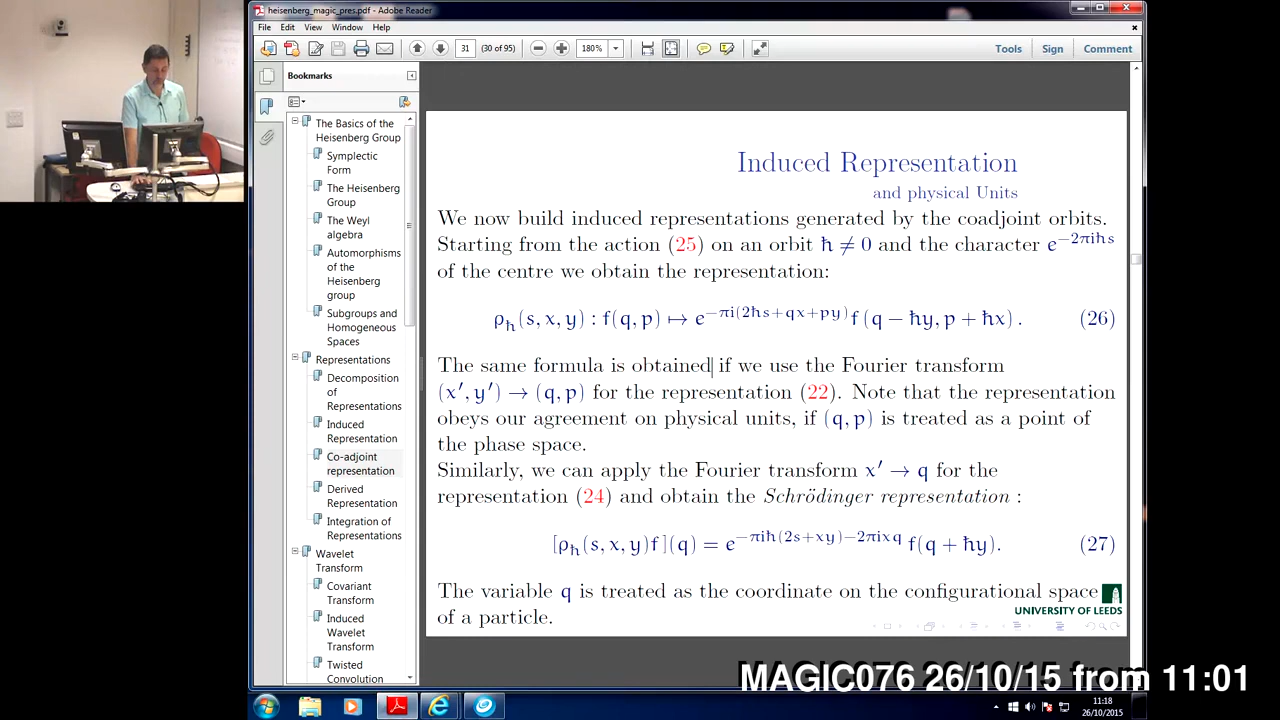 heisenberg_magic_pres.pdf - Adobe Reader
File Edit View Window Help
31 (30 of 95) 180% Tools Sign Comment
Bookmarks
The Basics of the
Heisenberg Group
Symplectic
Form
The Heisenberg
Group
The Weyl
algebra
Automorphisms
of the
Heisenberg
group
Subgroups and
Homogeneous
Spaces
Representations
Decomposition
of
Representations
Induced
Representation
Co-adjoint
representation
Derived
Representation
Integration of
Representations
Wavelet
Transform
Covariant
Transform
Induced
Wavelet
Transform
Twisted
Convolution
Induced Representation
and physical Units
We now build induced representations generated by the coadjoint orbits.
Starting from the action (25) on an orbit ℏ ≠ 0 and the character e^{−2πiℏs}
of the centre we obtain the representation:
ρ_ℏ(s, x, y) : f(q, p) ↦ e^{−πi(2ℏs+qx+py)} f (q − ℏy, p + ℏx) . (26)
The same formula is obtained if we use the Fourier transform
(x′, y′) → (q, p) for the representation (22). Note that the representation
obeys our agreement on physical units, if (q, p) is treated as a point of
the phase space.
Similarly, we can apply the Fourier transform x′ → q for the
representation (24) and obtain the Schrödinger representation :
[ρ_ℏ(s, x, y)f ](q) = e^{−πiℏ(2s+xy)−2πixq} f(q + ℏy). (27)
The variable q is treated as the coordinate on the configurational space
of a particle.
UNIVERSITY OF LEEDS
MAGIC076 26/10/15 from 11:01
11:18
26/10/2015